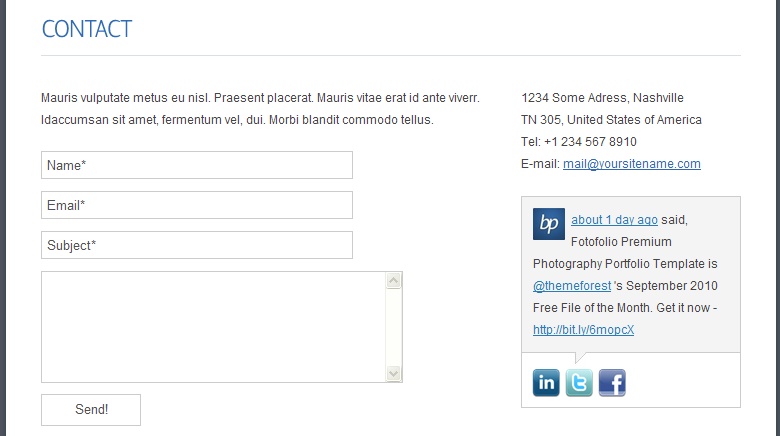 CONTACT
Mauris vulputate metus eu nisl. Praesent placerat. Mauris vitae erat id ante viverr.
Idaccumsan sit amet, fermentum vel, dui. Morbi blandit commodo tellus.
Name*
Email*
Subject*
Send!
1234 Some Adress, Nashville
TN 305, United States of America
Tel: +1 234 567 8910
E-mail: mail@yoursitename.com
bp
about 1 day ago said,
Fotofolio Premium
Photography Portfolio Template is
@themeforest 's September 2010
Free File of the Month. Get it now -
http://bit.ly/6mopcX
in t f